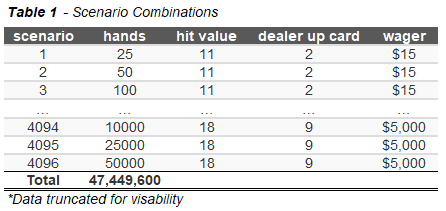 Table 1 - Scenario Combinations
scenario hands hit value dealer up card wager
1 25 11 2 $15
2 50 11 2 $15
3 100 11 2 $15
... ... ... ... ...
4094 10000 18 9 $5,000
4095 25000 18 9 $5,000
4096 50000 18 9 $5,000
Total 47,449,600
*Data truncated for visability